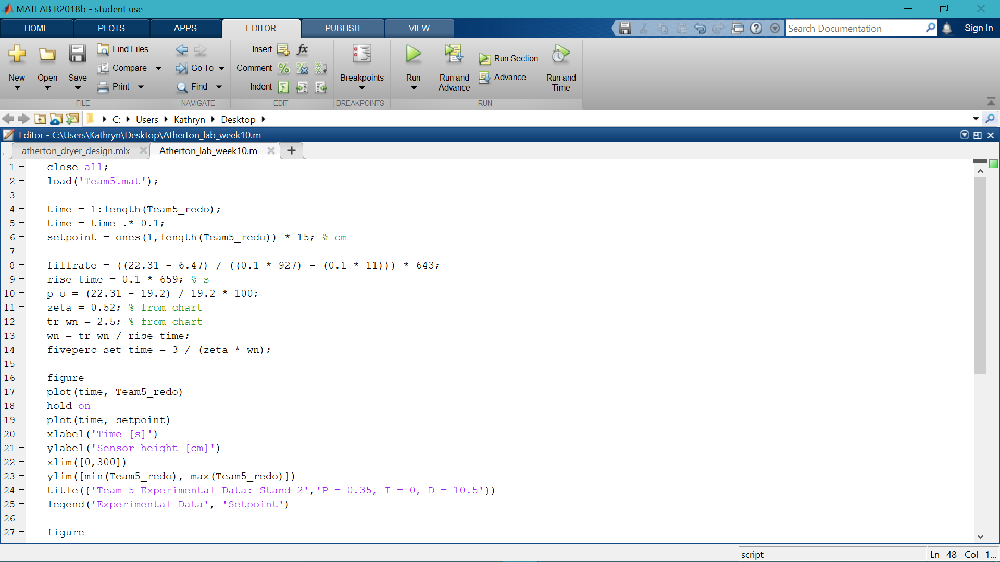 MATLAB R2018b - student use
HOME PLOTS APPS EDITOR PUBLISH VIEW Search Documentation Sign In
New Open Save Find Files Compare Print
Go To Find
Insert fx
Comment
Indent
Breakpoints
Run Run and Advance Run Section Advance Run and Time
FILE NAVIGATE EDIT BREAKPOINTS RUN
C: Users Kathryn Desktop
Editor - C:\Users\Kathryn\Desktop\Atherton_lab_week10.m
atherton_dryer_design.mlx Atherton_lab_week10.m
1 close all;
2 load('Team5.mat');
3
4 time = 1:length(Team5_redo);
5 time = time .* 0.1;
6 setpoint = ones(1,length(Team5_redo)) * 15; % cm
7
8 fillrate = ((22.31 - 6.47) / ((0.1 * 927) - (0.1 * 11))) * 643;
9 rise_time = 0.1 * 659; % s
10 p_o = (22.31 - 19.2) / 19.2 * 100;
11 zeta = 0.52; % from chart
12 tr_wn = 2.5; % from chart
13 wn = tr_wn / rise_time;
14 fiveperc_set_time = 3 / (zeta * wn);
15
16 figure
17 plot(time, Team5_redo)
18 hold on
19 plot(time, setpoint)
20 xlabel('Time [s]')
21 ylabel('Sensor height [cm]')
22 xlim([0,300])
23 ylim([min(Team5_redo), max(Team5_redo)])
24 title({'Team 5 Experimental Data: Stand 2','P = 0.35, I = 0, D = 10.5'})
25 legend('Experimental Data', 'Setpoint')
26
27 figure
script Ln 48 Col 1...